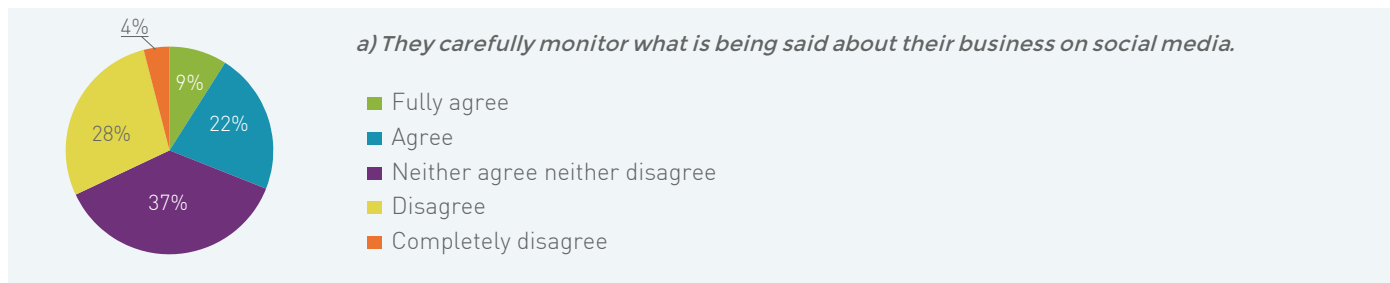 4%
a) They carefully monitor what is being said about their business on social media.
9%
22%
28%
37%
Fully agree
Agree
Neither agree neither disagree
Disagree
Completely disagree